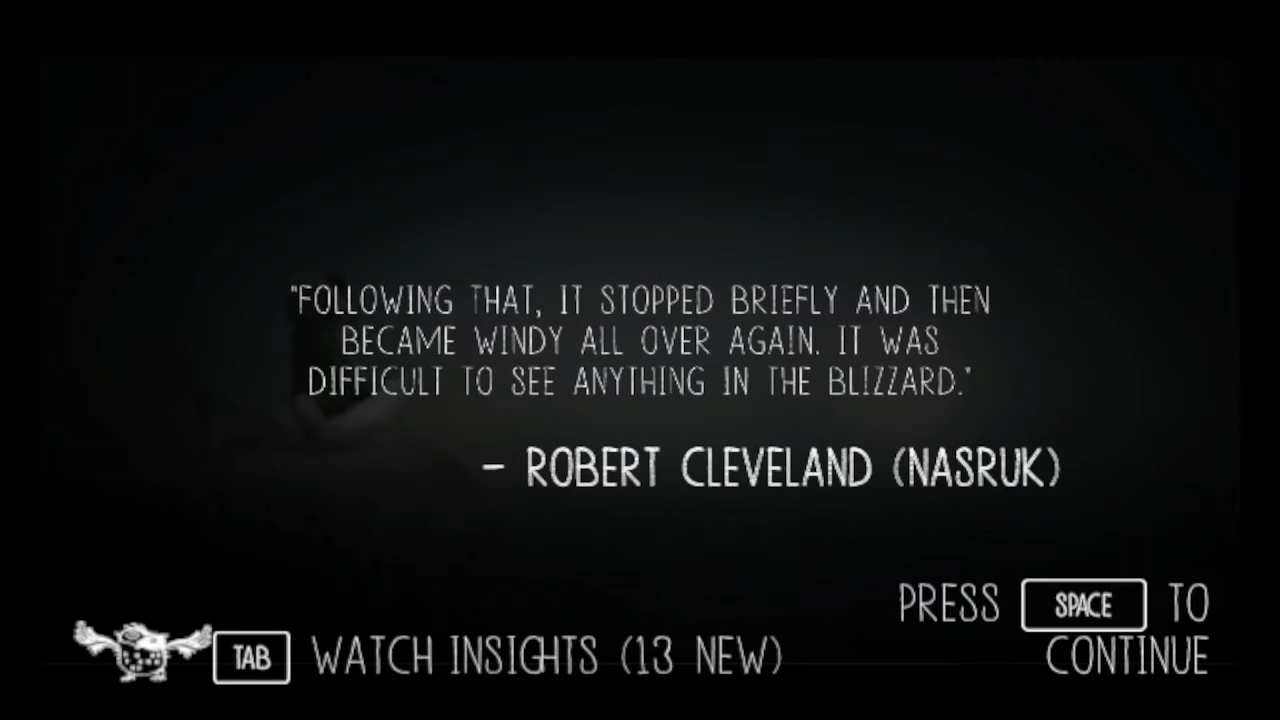 "FOLLOWING THAT, IT STOPPED BRIEFLY AND THEN
BECAME WINDY ALL OVER AGAIN. IT WAS
DIFFICULT TO SEE ANYTHING IN THE BLIZZARD."
- ROBERT CLEVELAND (NASRUK)
PRESS SPACE TO
CONTINUE
TAB WATCH INSIGHTS (13 NEW)